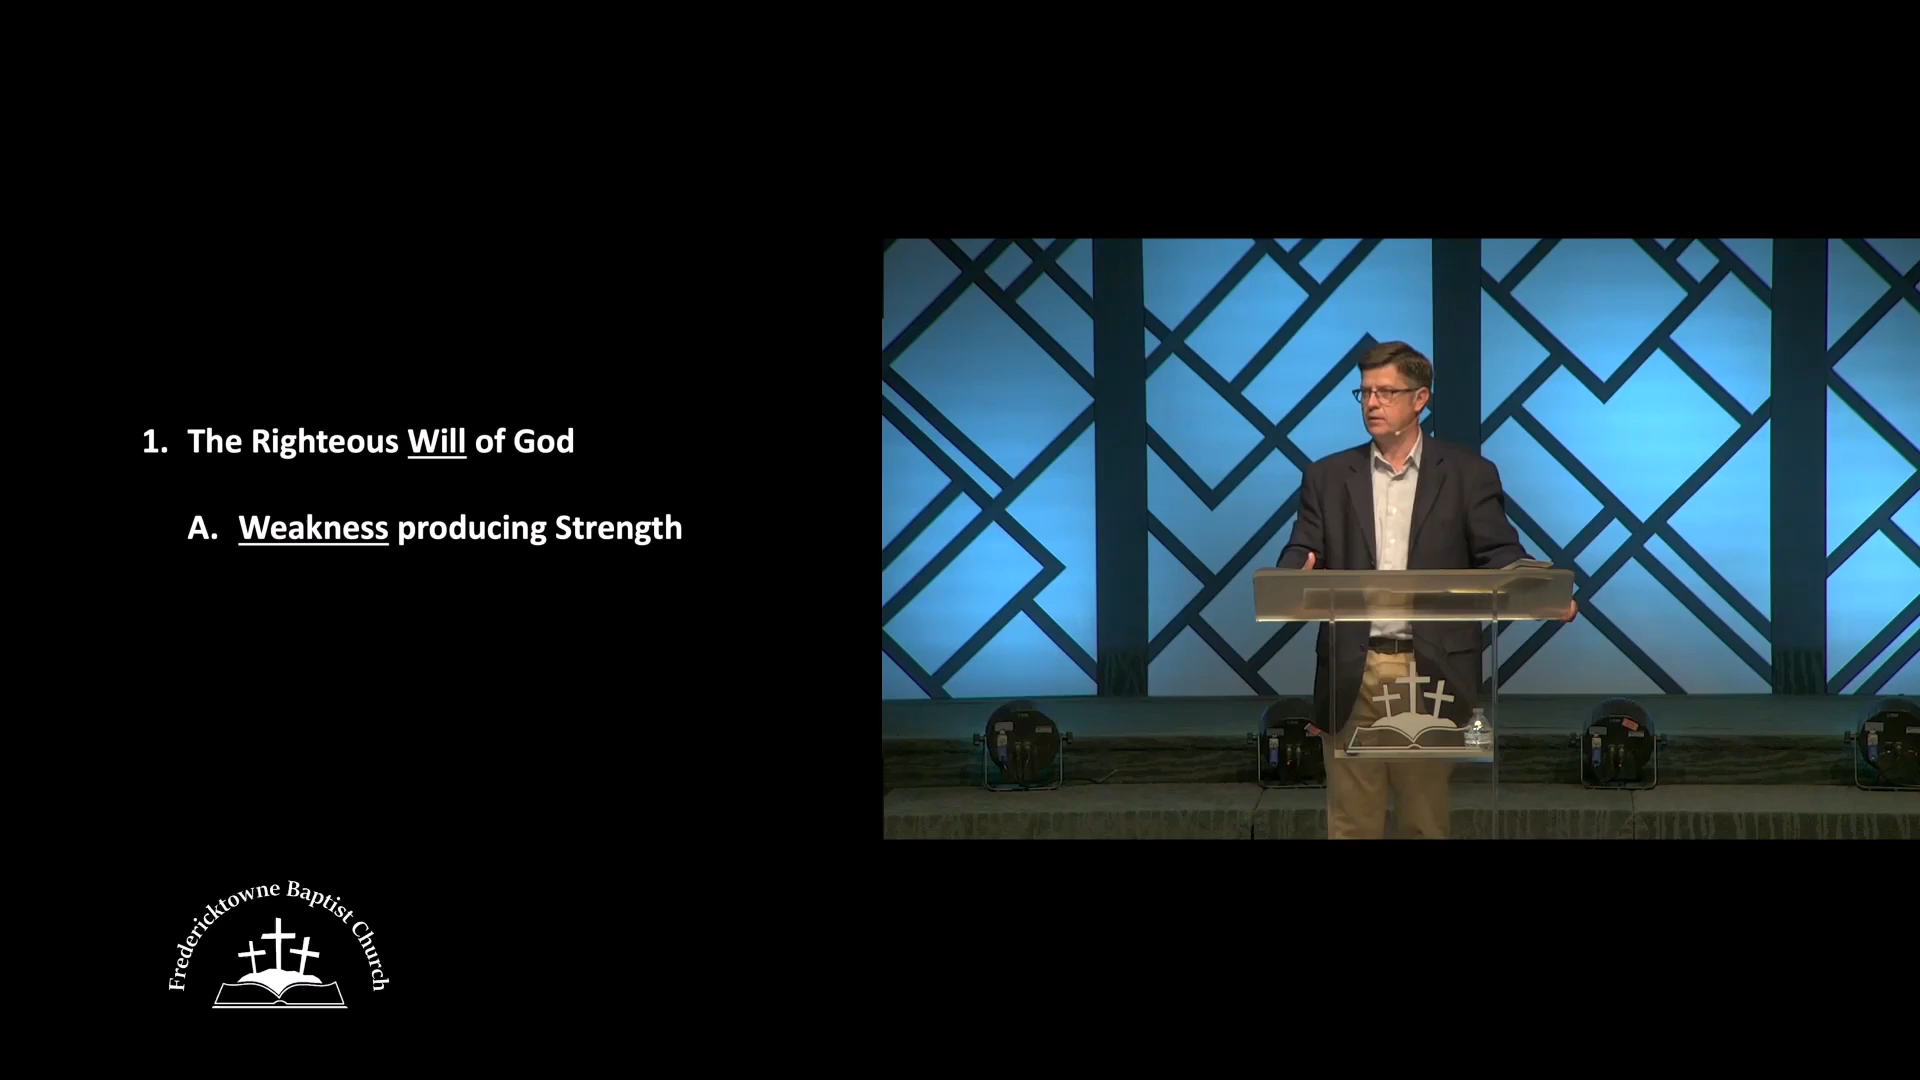 1. The Righteous Will of God
A. Weakness producing Strength
Fredericktowne Baptist Church